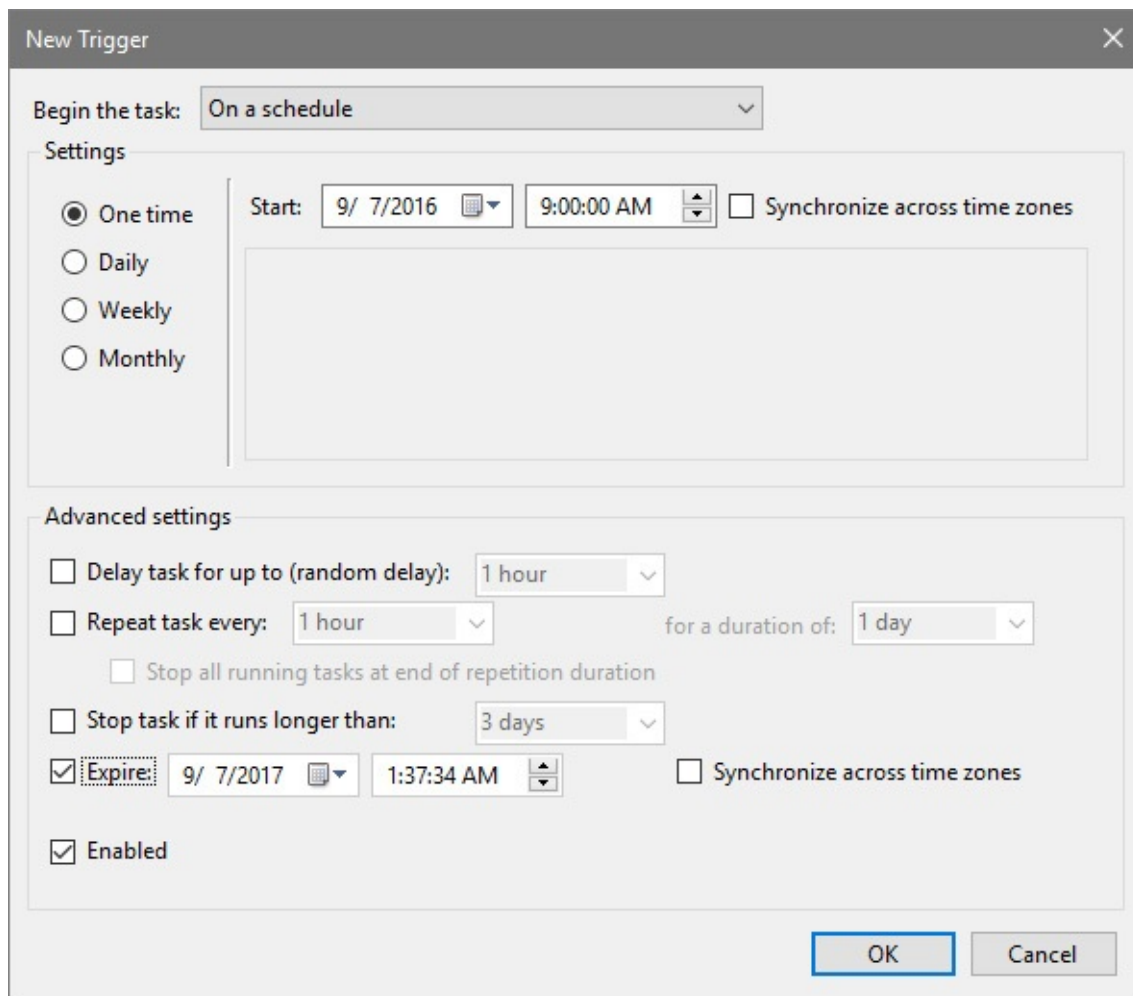 New Trigger
Begin the task: On a schedule
Settings
One time
Start: 9/ 7/2016 9:00:00 AM Synchronize across time zones
Daily
Weekly
Monthly
Advanced settings
Delay task for up to (random delay): 1 hour
Repeat task every: 1 hour for a duration of: 1 day
Stop all running tasks at end of repetition duration
Stop task if it runs longer than: 3 days
Expire: 9/ 7/2017 1:37:34 AM Synchronize across time zones
Enabled
OK Cancel